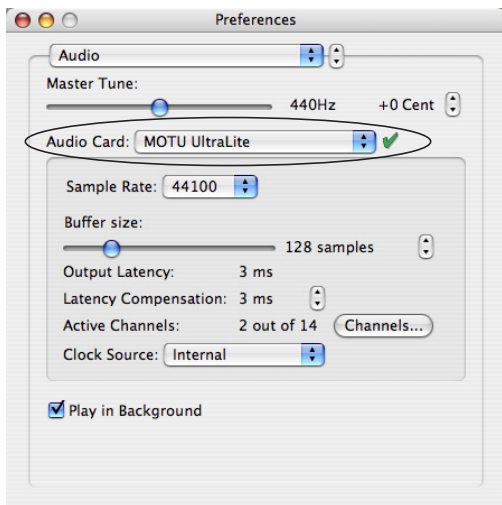 Preferences
Audio
Master Tune:
440Hz +0 Cent
Audio Card: MOTU UltraLite
Sample Rate: 44100
Buffer size:
128 samples
Output Latency: 3 ms
Latency Compensation: 3 ms
Active Channels: 2 out of 14 Channels...
Clock Source: Internal
Play in Background